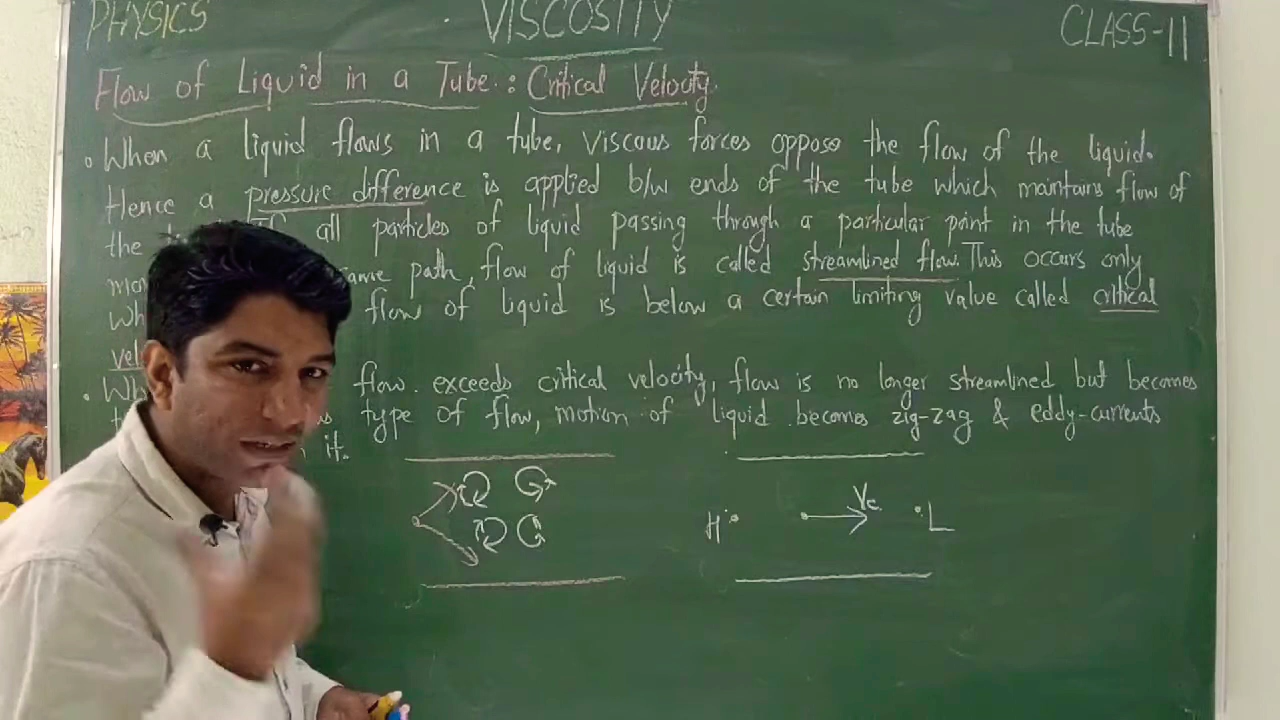 PHYSICS VISCOSITY CLASS-11
Flow of Liquid in a Tube : Critical Velocity.
When a liquid flows in a tube, viscous forces oppose the flow of the liquid.
Hence a pressure difference is applied b/w ends of the tube which maintains flow of
the all particles of liquid passing through a particular point in the tube
path, flow of liquid is called streamlined flow. This occurs only
flow of liquid is below a certain limiting value called critical
flow exceeds critical velocity, flow is no longer streamlined but becomes
type of flow, motion of liquid becomes zig-zag & eddy-currents
it.
H Vc L